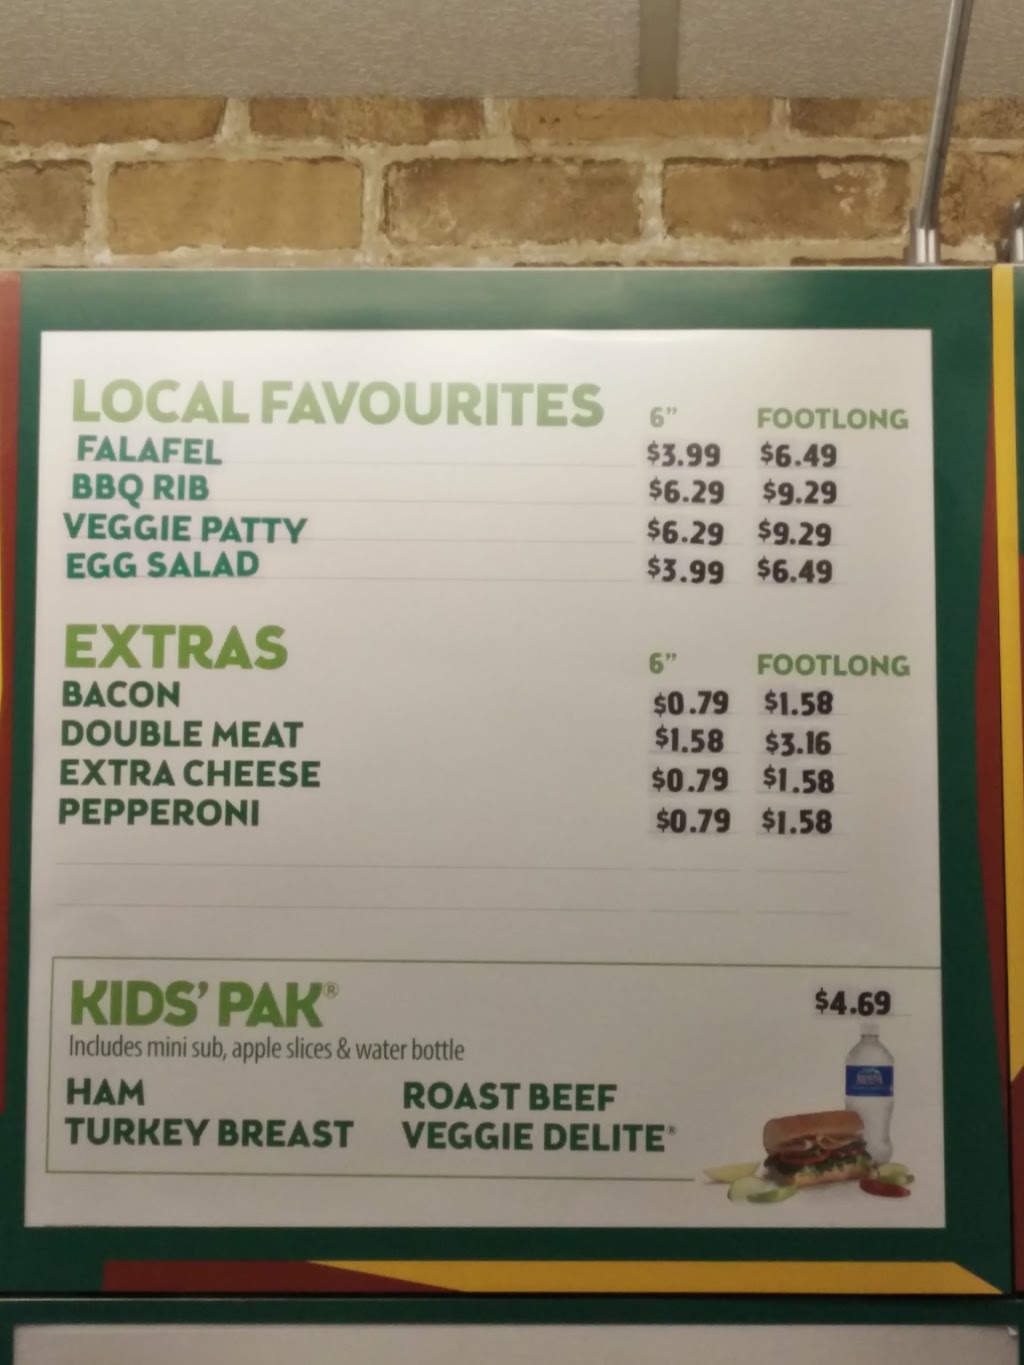 LOCAL FAVOURITES 6” FOOTLONG
FALAFEL $3.99 $6.49
BBQ RIB $6.29 $9.29
VEGGIE PATTY $6.29 $9.29
EGG SALAD $3.99 $6.49
EXTRAS 6” FOOTLONG
BACON $0.79 $1.58
DOUBLE MEAT $1.58 $3.16
EXTRA CHEESE $0.79 $1.58
PEPPERONI $0.79 $1.58
KIDS’ PAK® $4.69
Includes mini sub, apple slices & water bottle
HAM ROAST BEEF
TURKEY BREAST VEGGIE DELITE®